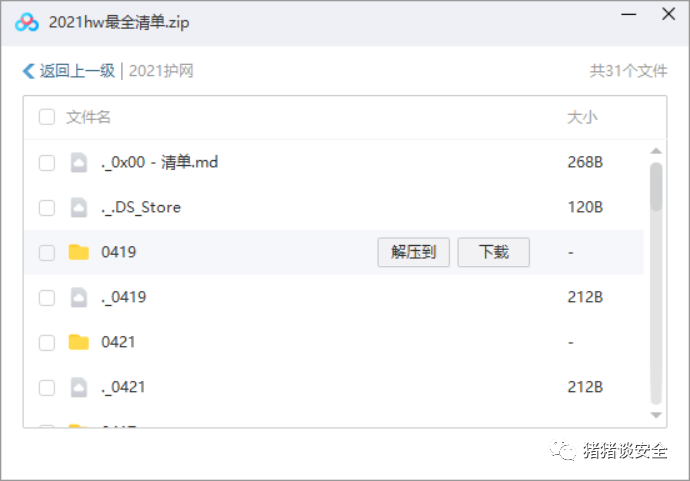 2021hw最全清单.zip
返回上一级 | 2021护网 共31个文件
文件名 大小
._0x00 - 清单.md 268B
._.DS_Store 120B
0419 解压到 下载 -
._0419 212B
0421 -
._0421 212B
猪猪谈安全